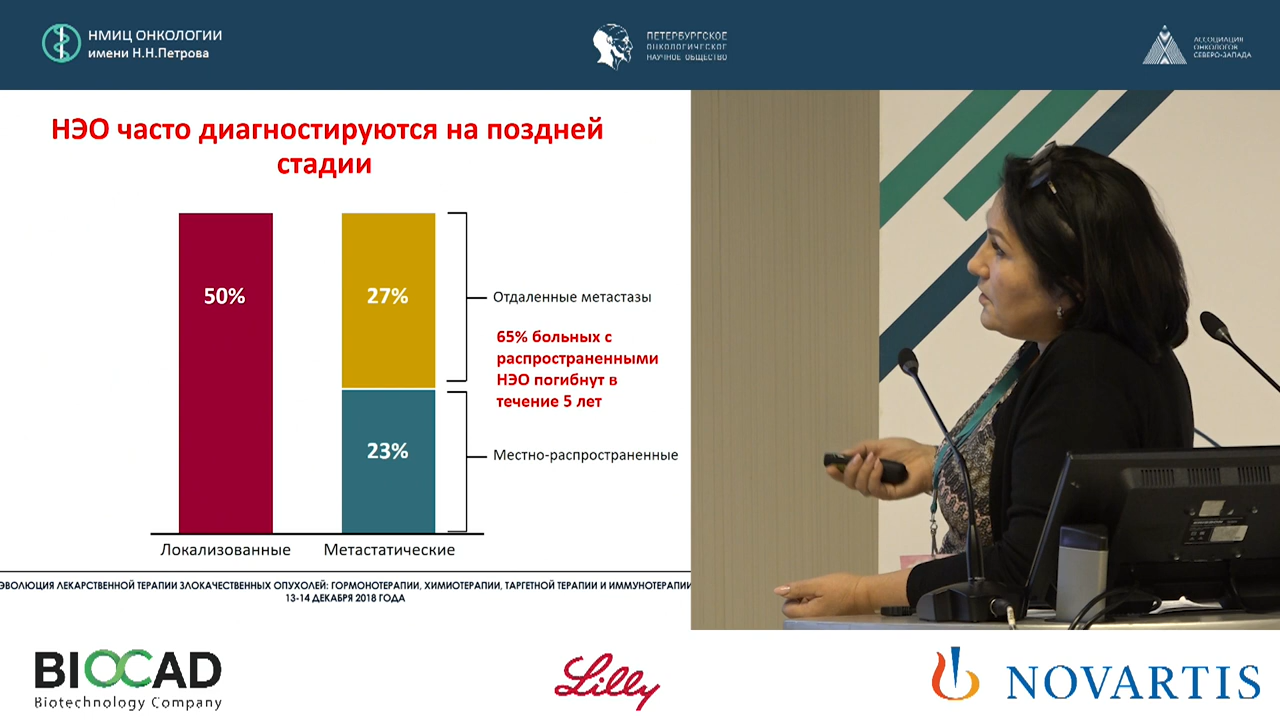 НМИЦ ОНКОЛОГИИ
имени Н.Н.Петрова
ПЕТЕРБУРГСКОЕ
ОНКОЛОГИЧЕСКОЕ
НАУЧНОЕ ОБЩЕСТВО
АССОЦИАЦИЯ
ОНКОЛОГОВ
СЕВЕРО-ЗАПАДА
НЭО часто диагностируются на поздней
стадии
50%
27%
Отдаленные метастазы
65% больных с
распространенными
НЭО погибнут в
течение 5 лет
23%
Местно-распространенные
Локализованные
Метастатические
ЭВОЛЮЦИЯ ЛЕКАРСТВЕННОЙ ТЕРАПИИ ЗЛОКАЧЕСТВЕННЫХ ОПУХОЛЕЙ: ГОРМОНОТЕРАПИИ, ХИМИОТЕРАПИИ, ТАРГЕТНОЙ ТЕРАПИИ И ИММУНОТЕРАПИИ
13-14 ДЕКАБРЯ 2018 ГОДА
BIOCAD
Biotechnology Company
Lilly
NOVARTIS